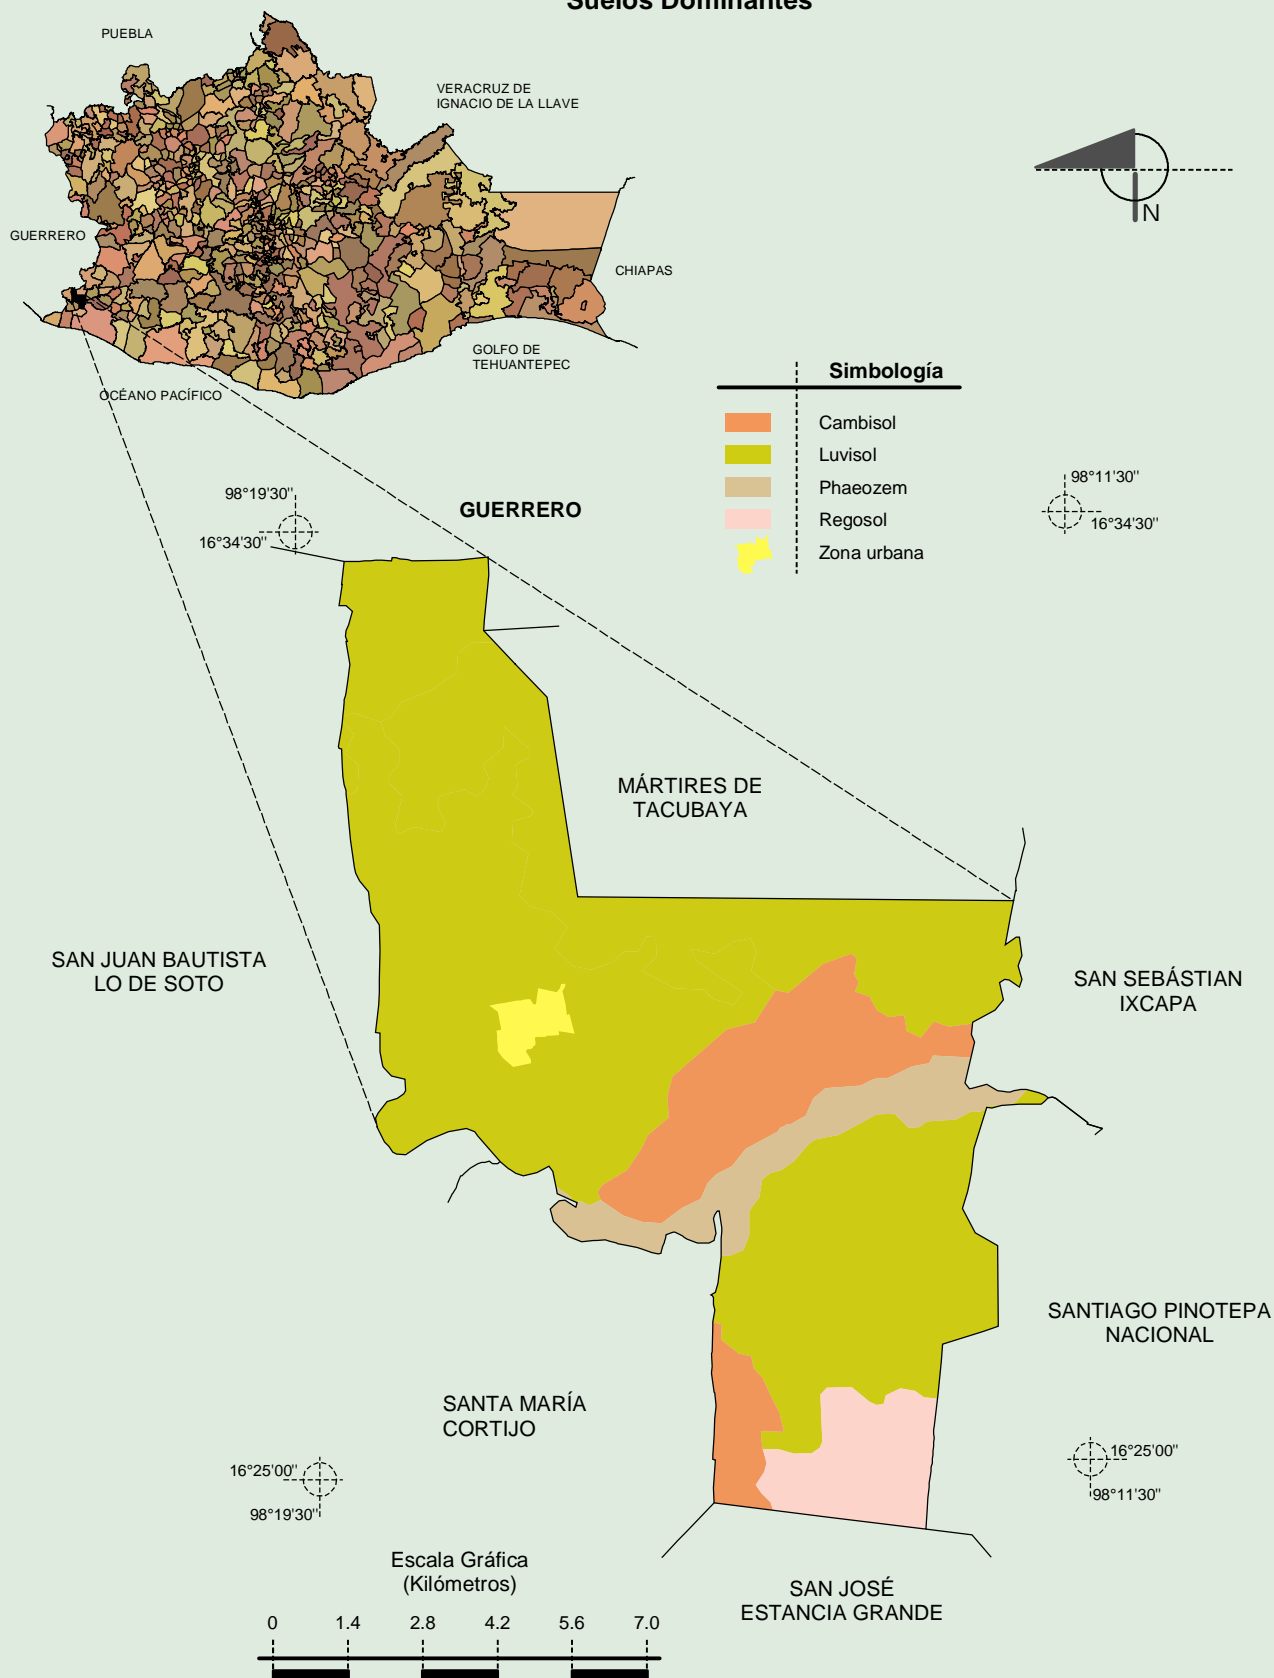 Suelos Dominantes
PUEBLA
VERACRUZ DE
IGNACIO DE LA LLAVE
GUERRERO
CHIAPAS
GOLFO DE
TEHUANTEPEC
OCÉANO PACÍFICO
N
Simbología
Cambisol
Luvisol
Phaeozem
Regosol
Zona urbana
98°19'30"
16°34'30"
GUERRERO
98°11'30"
16°34'30"
MÁRTIRES DE
TACUBAYA
SAN JUAN BAUTISTA
LO DE SOTO
SAN SEBÁSTIAN
IXCAPA
SANTIAGO PINOTEPA
NACIONAL
SANTA MARÍA
CORTIJO
16°25'00"
98°19'30"
16°25'00"
98°11'30"
Escala Gráfica
(Kilómetros)
0 1.4 2.8 4.2 5.6 7.0
SAN JOSÉ
ESTANCIA GRANDE